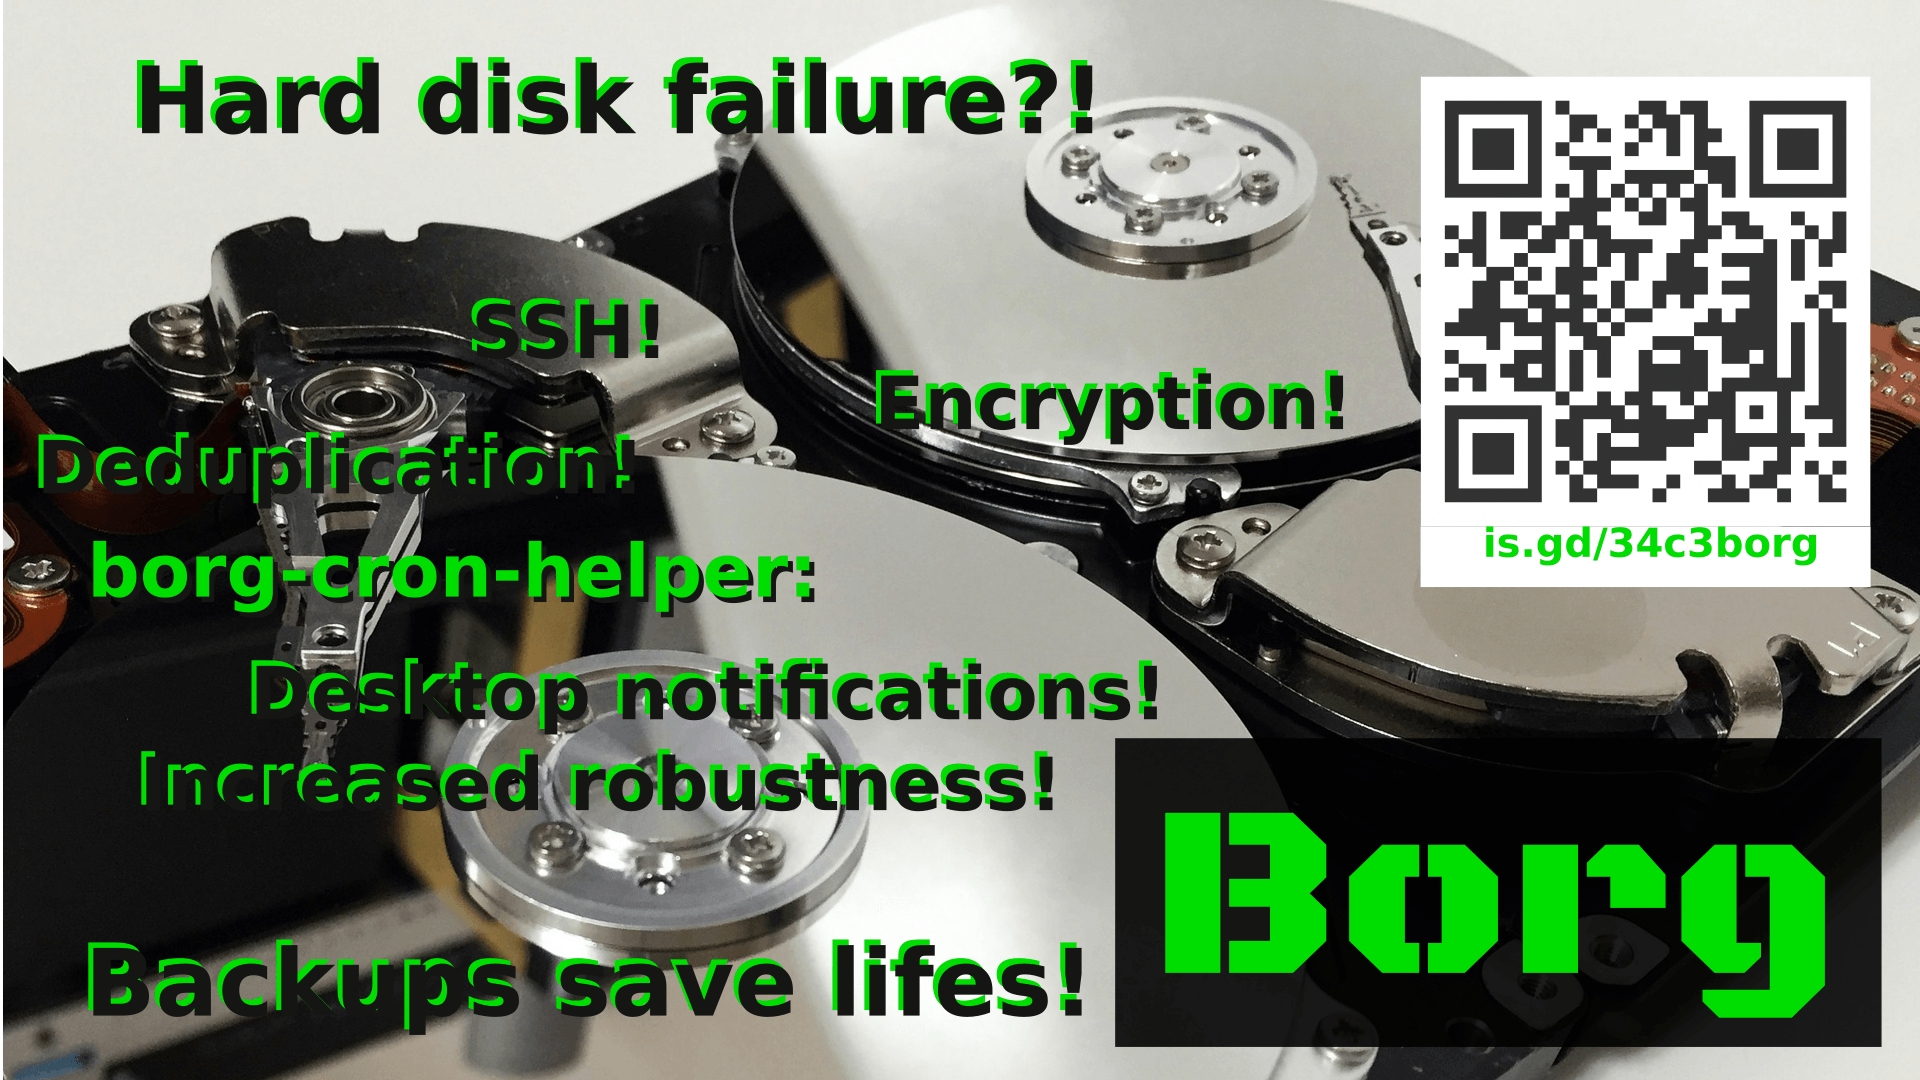 Hard disk failure?!
SSH!
Encryption!
Deduplication!
borg-cron-helper:
Desktop notifications!
Increased robustness!
Backups save lifes!
is.gd/34c3borg
Borg